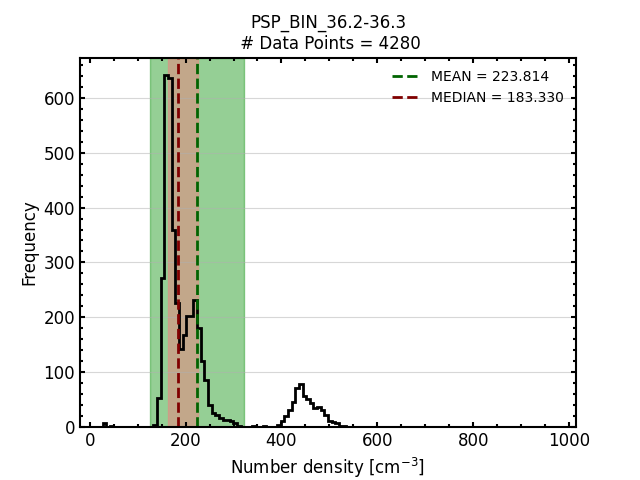 PSP_BIN_36.2-36.3
# Data Points = 4280
MEAN = 223.814
MEDIAN = 183.330
Frequency
600
500
400
300
200
100
0
0 200 400 600 800 1000
Number density [cm⁻³]